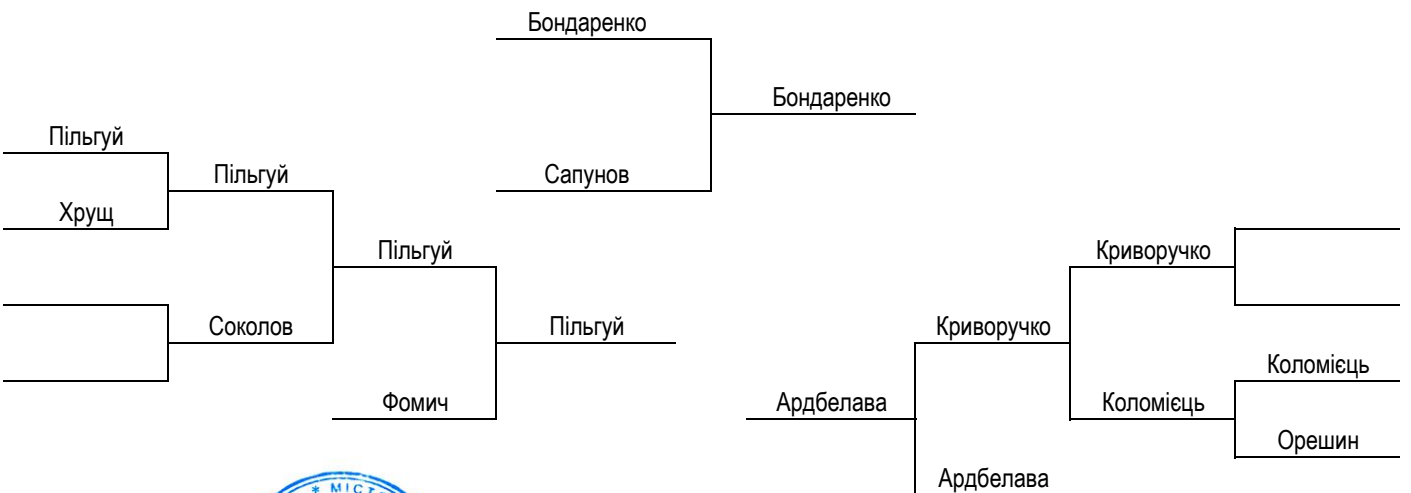 Бондаренко
Бондаренко
Пільгуй
Пільгуй
Сапунов
Хрущ
Пільгуй
Криворучко
Соколов
Пільгуй
Криворучко
Коломієць
Фомич
Ардбелава
Коломієць
Орешин
Ардбелава